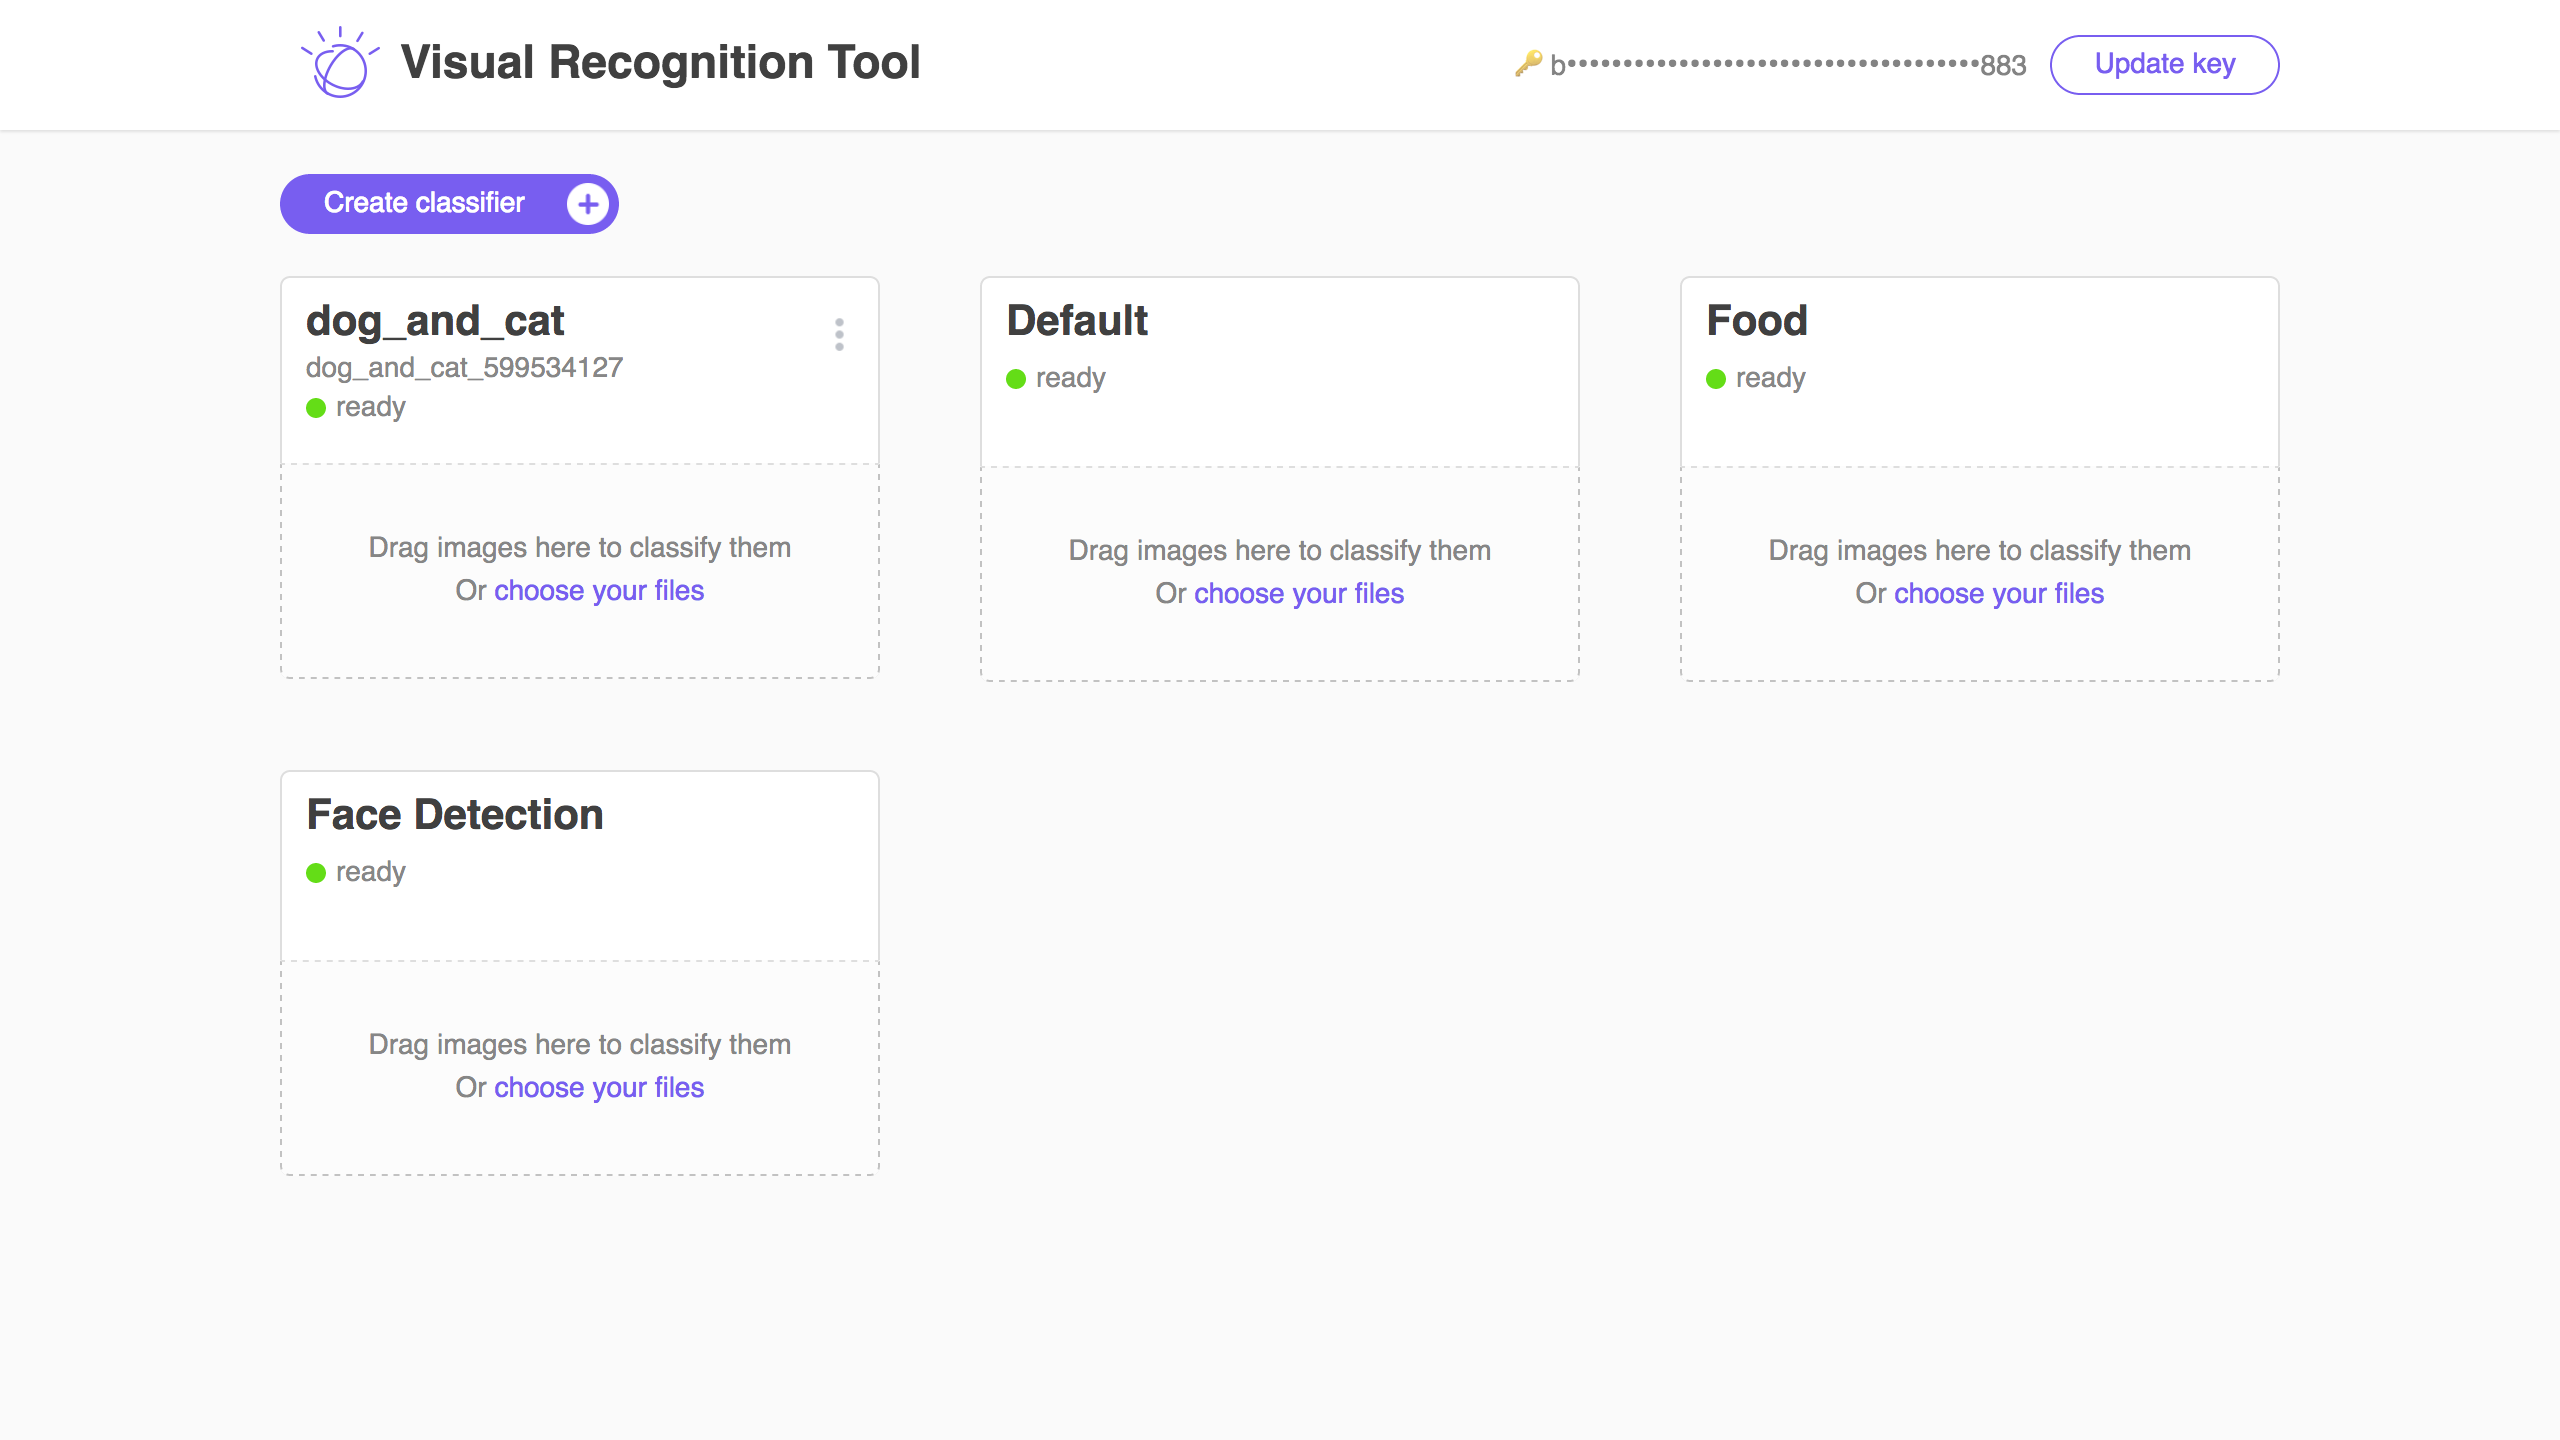 Visual Recognition Tool
b•••••••••••••••••••••••••••••••••••••883
Update key
Create classifier
dog_and_cat
dog_and_cat_599534127
ready
Drag images here to classify them
Or choose your files
Default
ready
Drag images here to classify them
Or choose your files
Food
ready
Drag images here to classify them
Or choose your files
Face Detection
ready
Drag images here to classify them
Or choose your files